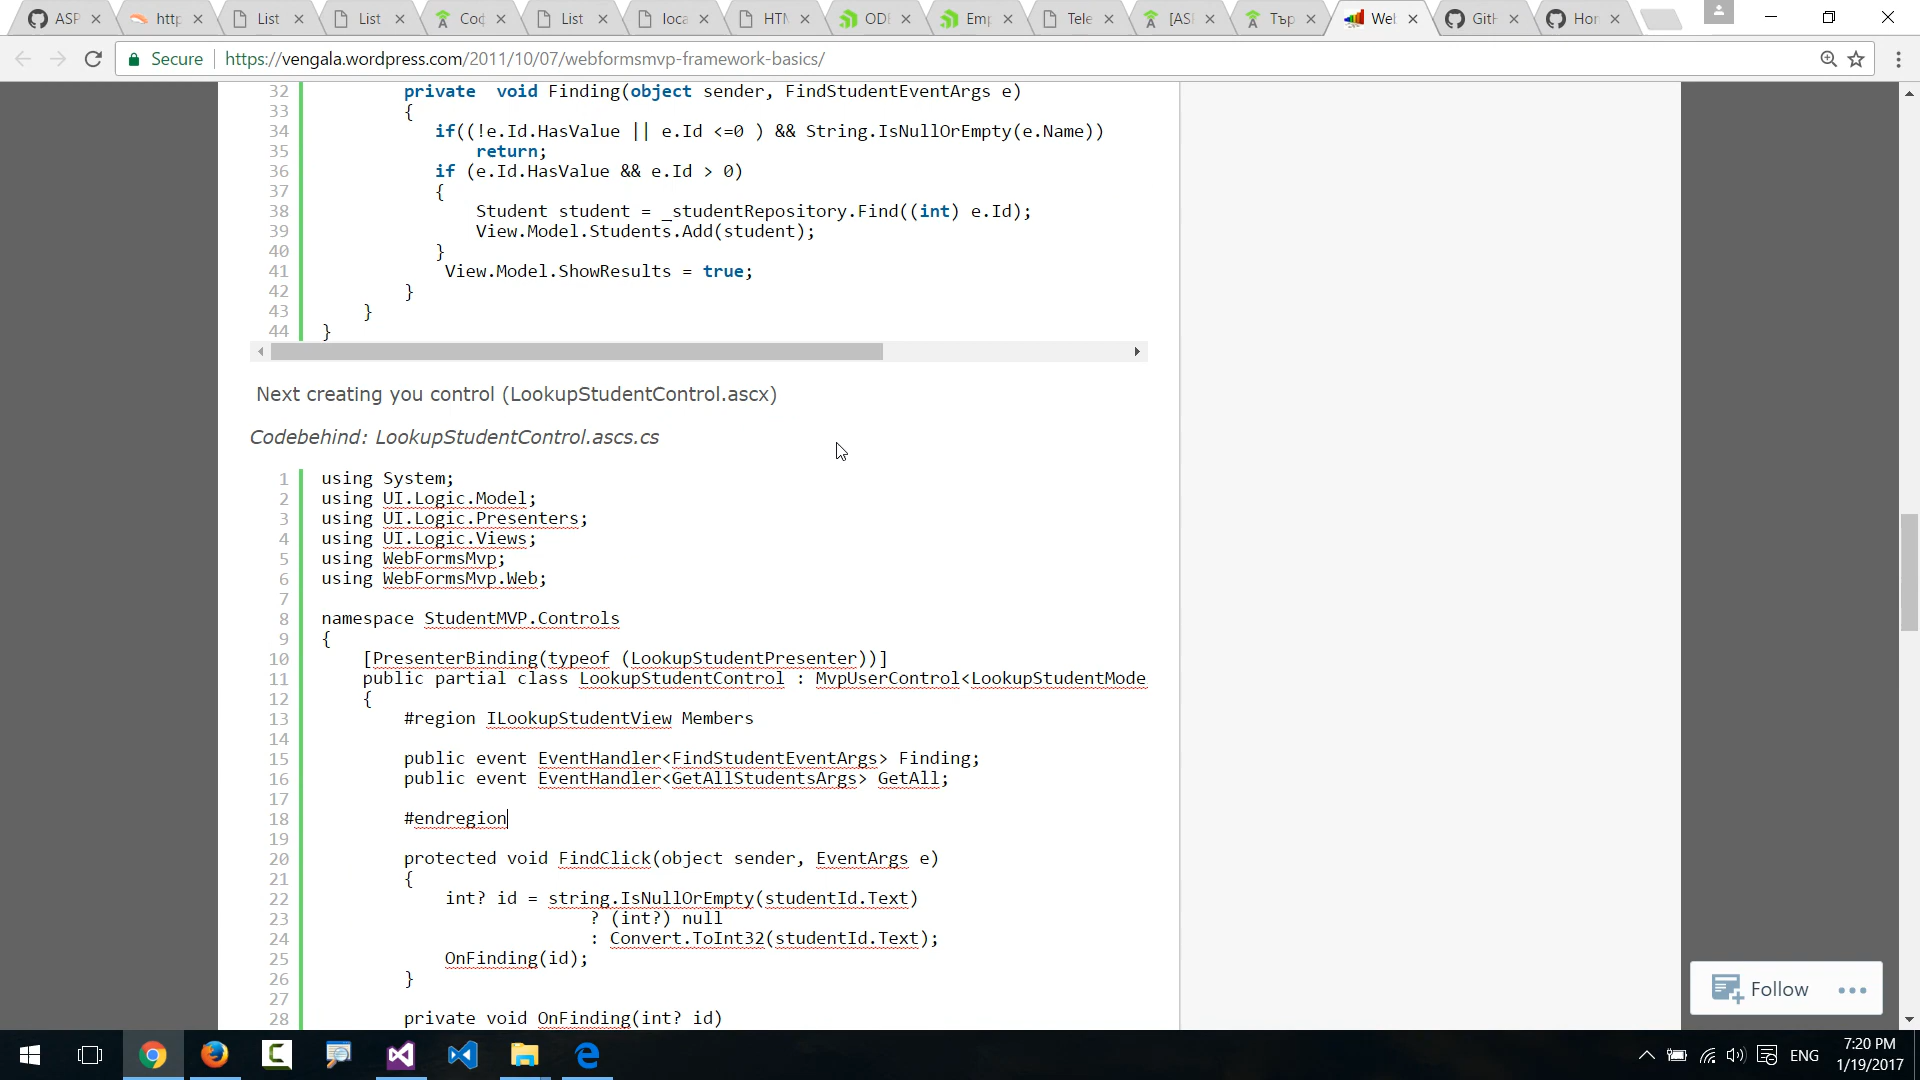 ASP
http
List
List
Coc
List
loca
HTM
ODE
Emp
Tele
[ASI
Тър
Wel
GitH
Hor
Secure
https://vengala.wordpress.com/2011/10/07/webformsmvp-framework-basics/
32 private  void Finding(object sender, FindStudentEventArgs e)
33 {
34 if((!e.Id.HasValue || e.Id <=0 ) && String.IsNullOrEmpty(e.Name))
35 return;
36 if (e.Id.HasValue && e.Id > 0)
37 {
38 Student student = _studentRepository.Find((int) e.Id);
39 View.Model.Students.Add(student);
40 }
41 View.Model.ShowResults = true;
42 }
43 }
44 }
Next creating you control (LookupStudentControl.ascx)
Codebehind: LookupStudentControl.ascs.cs
1 using System;
2 using UI.Logic.Model;
3 using UI.Logic.Presenters;
4 using UI.Logic.Views;
5 using WebFormsMvp;
6 using WebFormsMvp.Web;
7
8 namespace StudentMVP.Controls
9 {
10 [PresenterBinding(typeof (LookupStudentPresenter))]
11 public partial class LookupStudentControl : MvpUserControl<LookupStudentMode
12 {
13 #region ILookupStudentView Members
14
15 public event EventHandler<FindStudentEventArgs> Finding;
16 public event EventHandler<GetAllStudentsArgs> GetAll;
17
18 #endregion
19
20 protected void FindClick(object sender, EventArgs e)
21 {
22 int? id = string.IsNullOrEmpty(studentId.Text)
23 ? (int?) null
24 : Convert.ToInt32(studentId.Text);
25 OnFinding(id);
26 }
27
28 private void OnFinding(int? id)
Follow
ENG
7:20 PM
1/19/2017